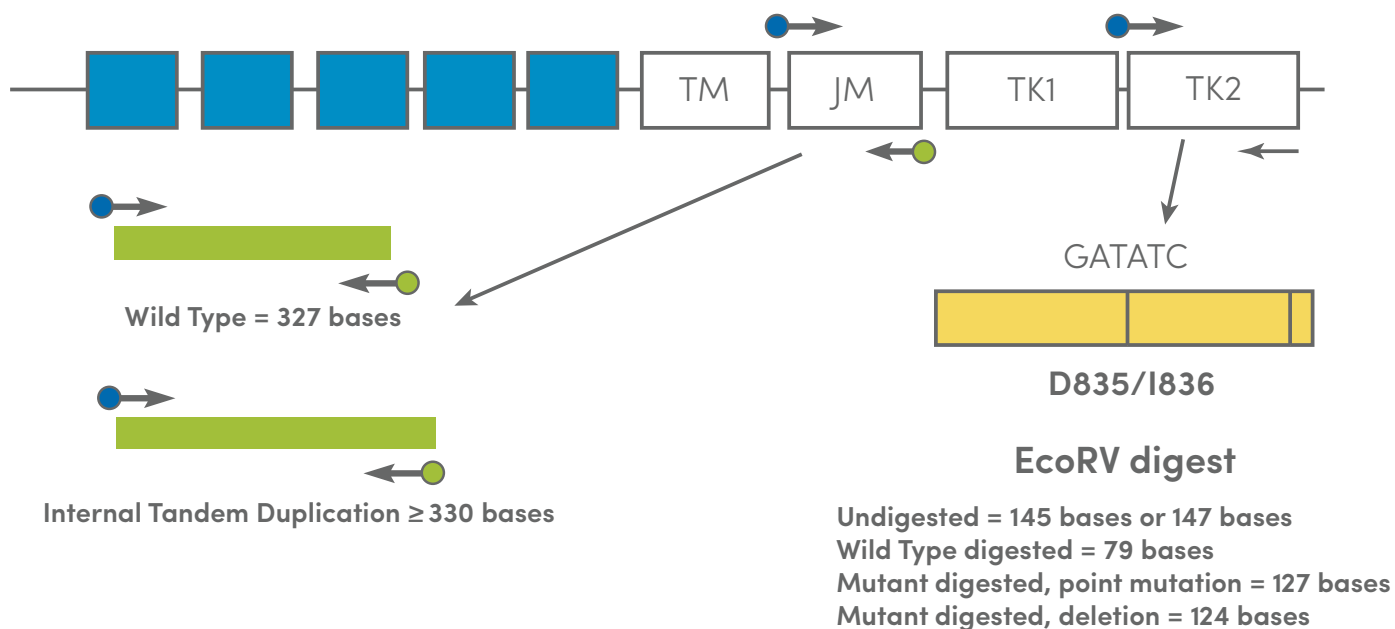 TM
JM
TK1
TK2
GATATC
Wild Type = 327 bases
D835/I836
EcoRV digest
Internal Tandem Duplication ≥ 330 bases
Undigested = 145 bases or 147 bases
Wild Type digested = 79 bases
Mutant digested, point mutation = 127 bases
Mutant digested, deletion = 124 bases